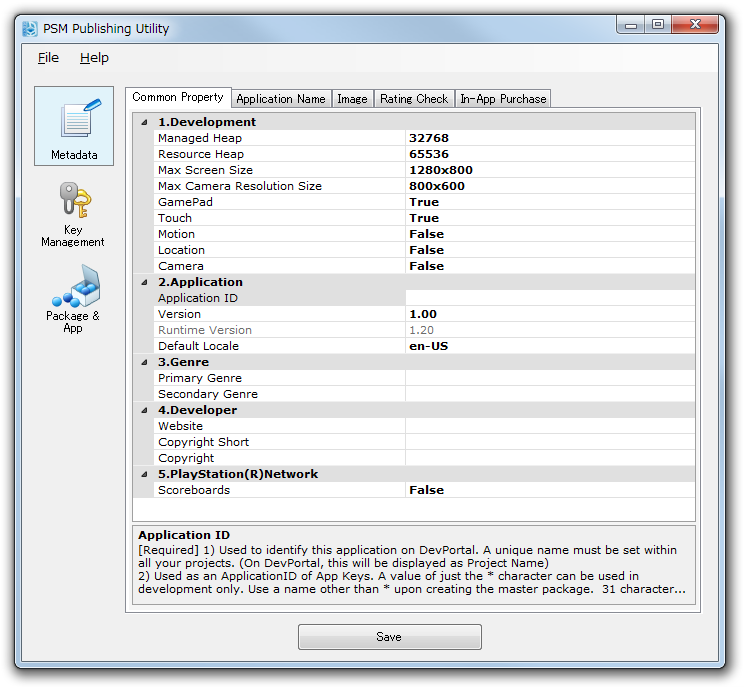 PSM Publishing Utility
File Help
Metadata
Key
Management
Package &
App
Common Property Application Name Image Rating Check In-App Purchase
1.Development
Managed Heap 32768
Resource Heap 65536
Max Screen Size 1280x800
Max Camera Resolution Size 800x600
GamePad True
Touch True
Motion False
Location False
Camera False
2.Application
Application ID
Version 1.00
Runtime Version 1.20
Default Locale en-US
3.Genre
Primary Genre
Secondary Genre
4.Developer
Website
Copyright Short
Copyright
5.PlayStation(R)Network
Scoreboards False
Application ID
[Required] 1) Used to identify this application on DevPortal. A unique name must be set within
all your projects. (On DevPortal, this will be displayed as Project Name)
2) Used as an ApplicationID of App Keys. A value of just the * character can be used in
development only. Use a name other than * upon creating the master package.  31 character...
Save